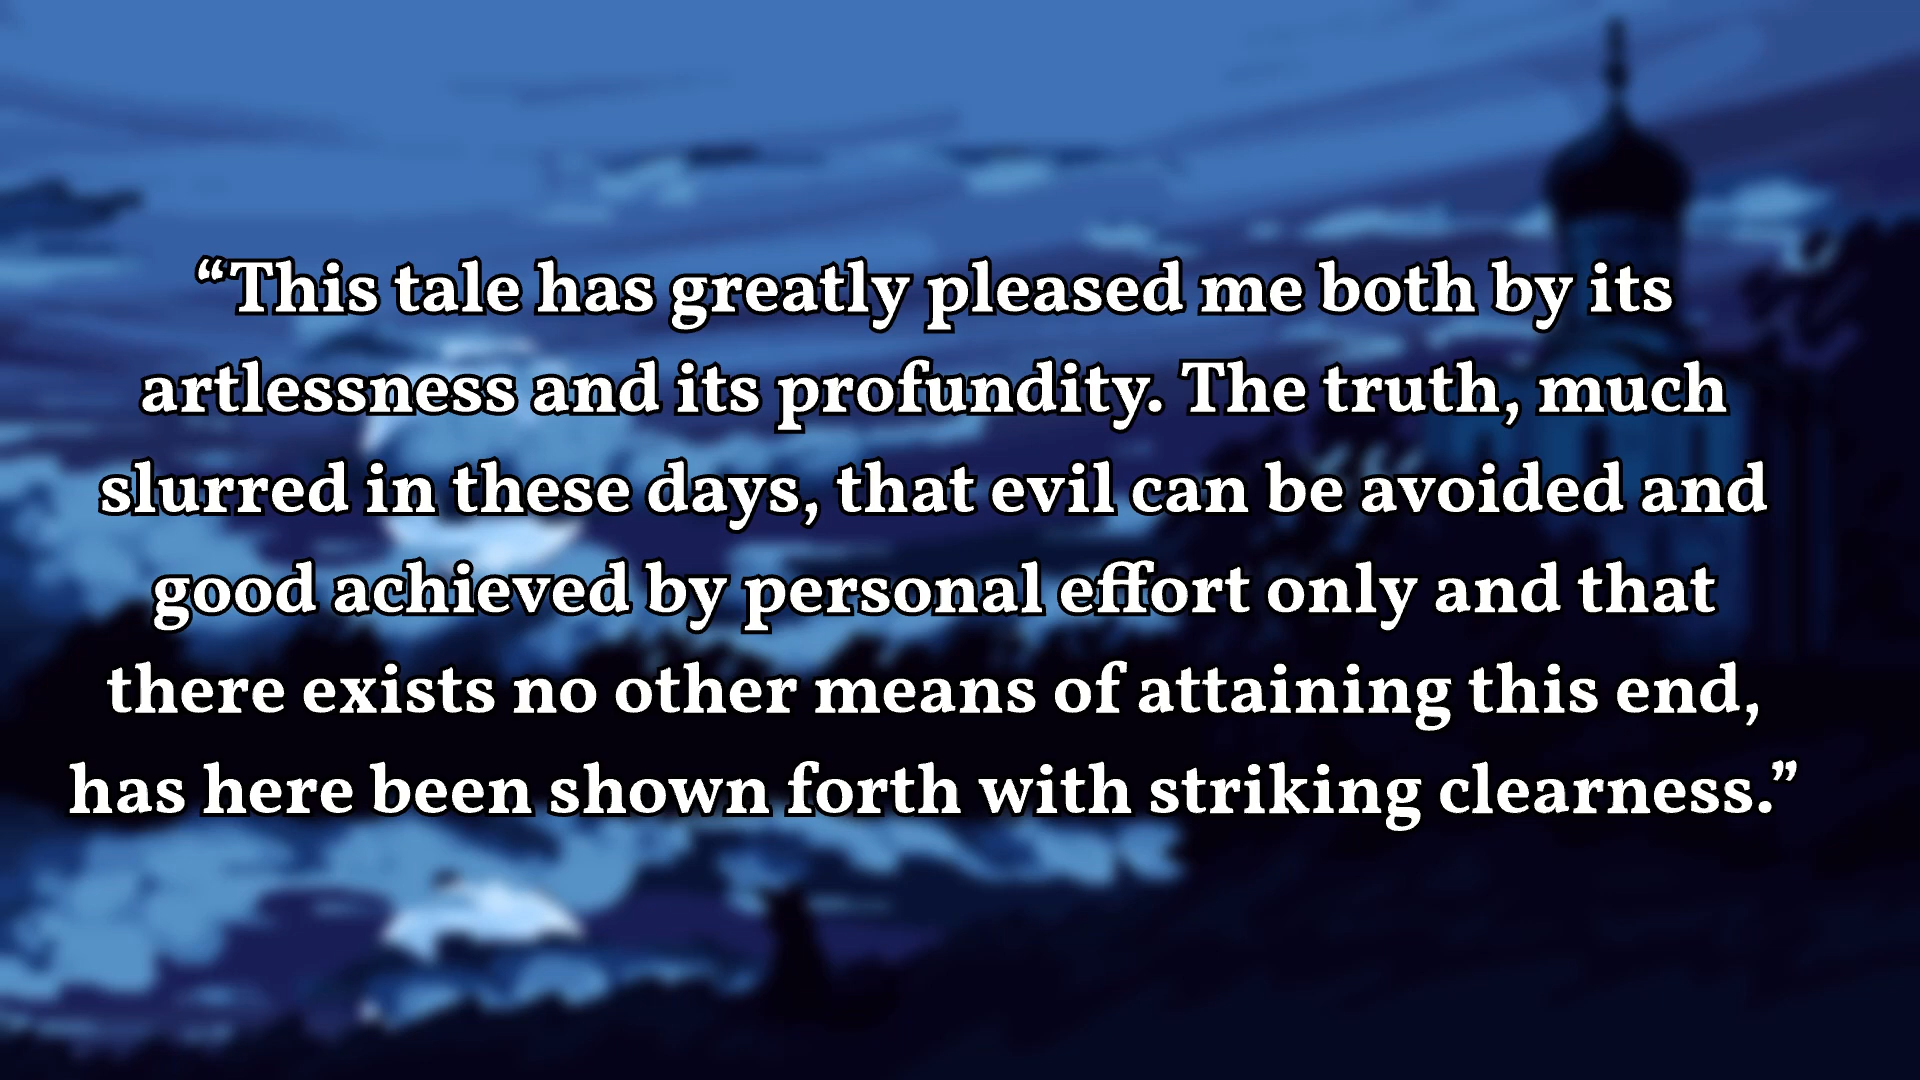 “This tale has greatly pleased me both by its
artlessness and its profundity. The truth, much
slurred in these days, that evil can be avoided and
good achieved by personal effort only and that
there exists no other means of attaining this end,
has here been shown forth with striking clearness.”